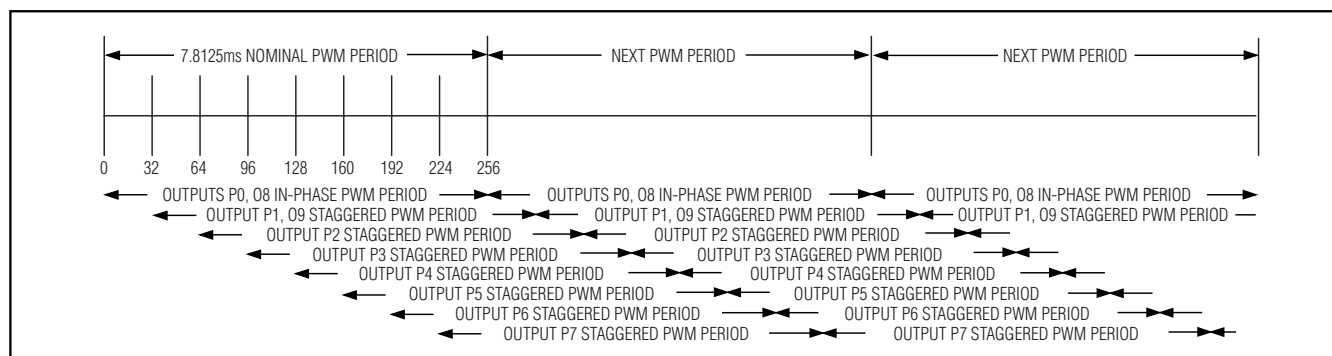 7.8125ms NOMINAL PWM PERIOD NEXT PWM PERIOD NEXT PWM PERIOD
0 32 64 96 128 160 192 224 256
OUTPUTS P0, O8 IN-PHASE PWM PERIOD OUTPUTS P0, O8 IN-PHASE PWM PERIOD OUTPUTS P0, O8 IN-PHASE PWM PERIOD
OUTPUT P1, O9 STAGGERED PWM PERIOD OUTPUT P1, O9 STAGGERED PWM PERIOD OUTPUT P1, O9 STAGGERED PWM PERIOD
OUTPUT P2 STAGGERED PWM PERIOD OUTPUT P2 STAGGERED PWM PERIOD
OUTPUT P3 STAGGERED PWM PERIOD OUTPUT P3 STAGGERED PWM PERIOD
OUTPUT P4 STAGGERED PWM PERIOD OUTPUT P4 STAGGERED PWM PERIOD
OUTPUT P5 STAGGERED PWM PERIOD OUTPUT P5 STAGGERED PWM PERIOD
OUTPUT P6 STAGGERED PWM PERIOD OUTPUT P6 STAGGERED PWM PERIOD
OUTPUT P7 STAGGERED PWM PERIOD OUTPUT P7 STAGGERED PWM PERIOD